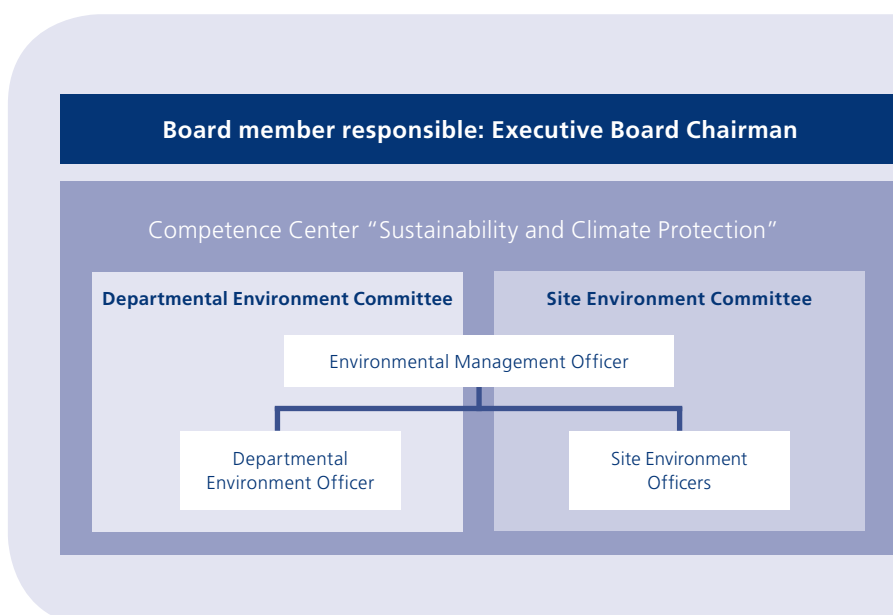 Board member responsible: Executive Board Chairman
Competence Center “Sustainability and Climate Protection”
Departmental Environment Committee
Site Environment Committee
Environmental Management Officer
Departmental
Environment Officer
Site Environment
Officers